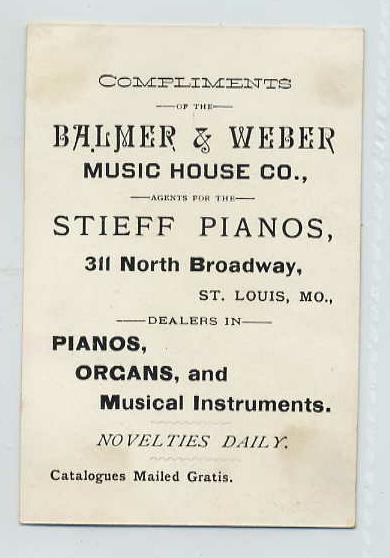 COMPLIMENTS
OF THE
BALMER & WEBER
MUSIC HOUSE CO.,
AGENTS FOR THE
STIEFF PIANOS,
311 North Broadway,
ST. LOUIS, MO.,
DEALERS IN
PIANOS,
ORGANS, and
Musical Instruments.
NOVELTIES DAILY.
Catalogues Mailed Gratis.